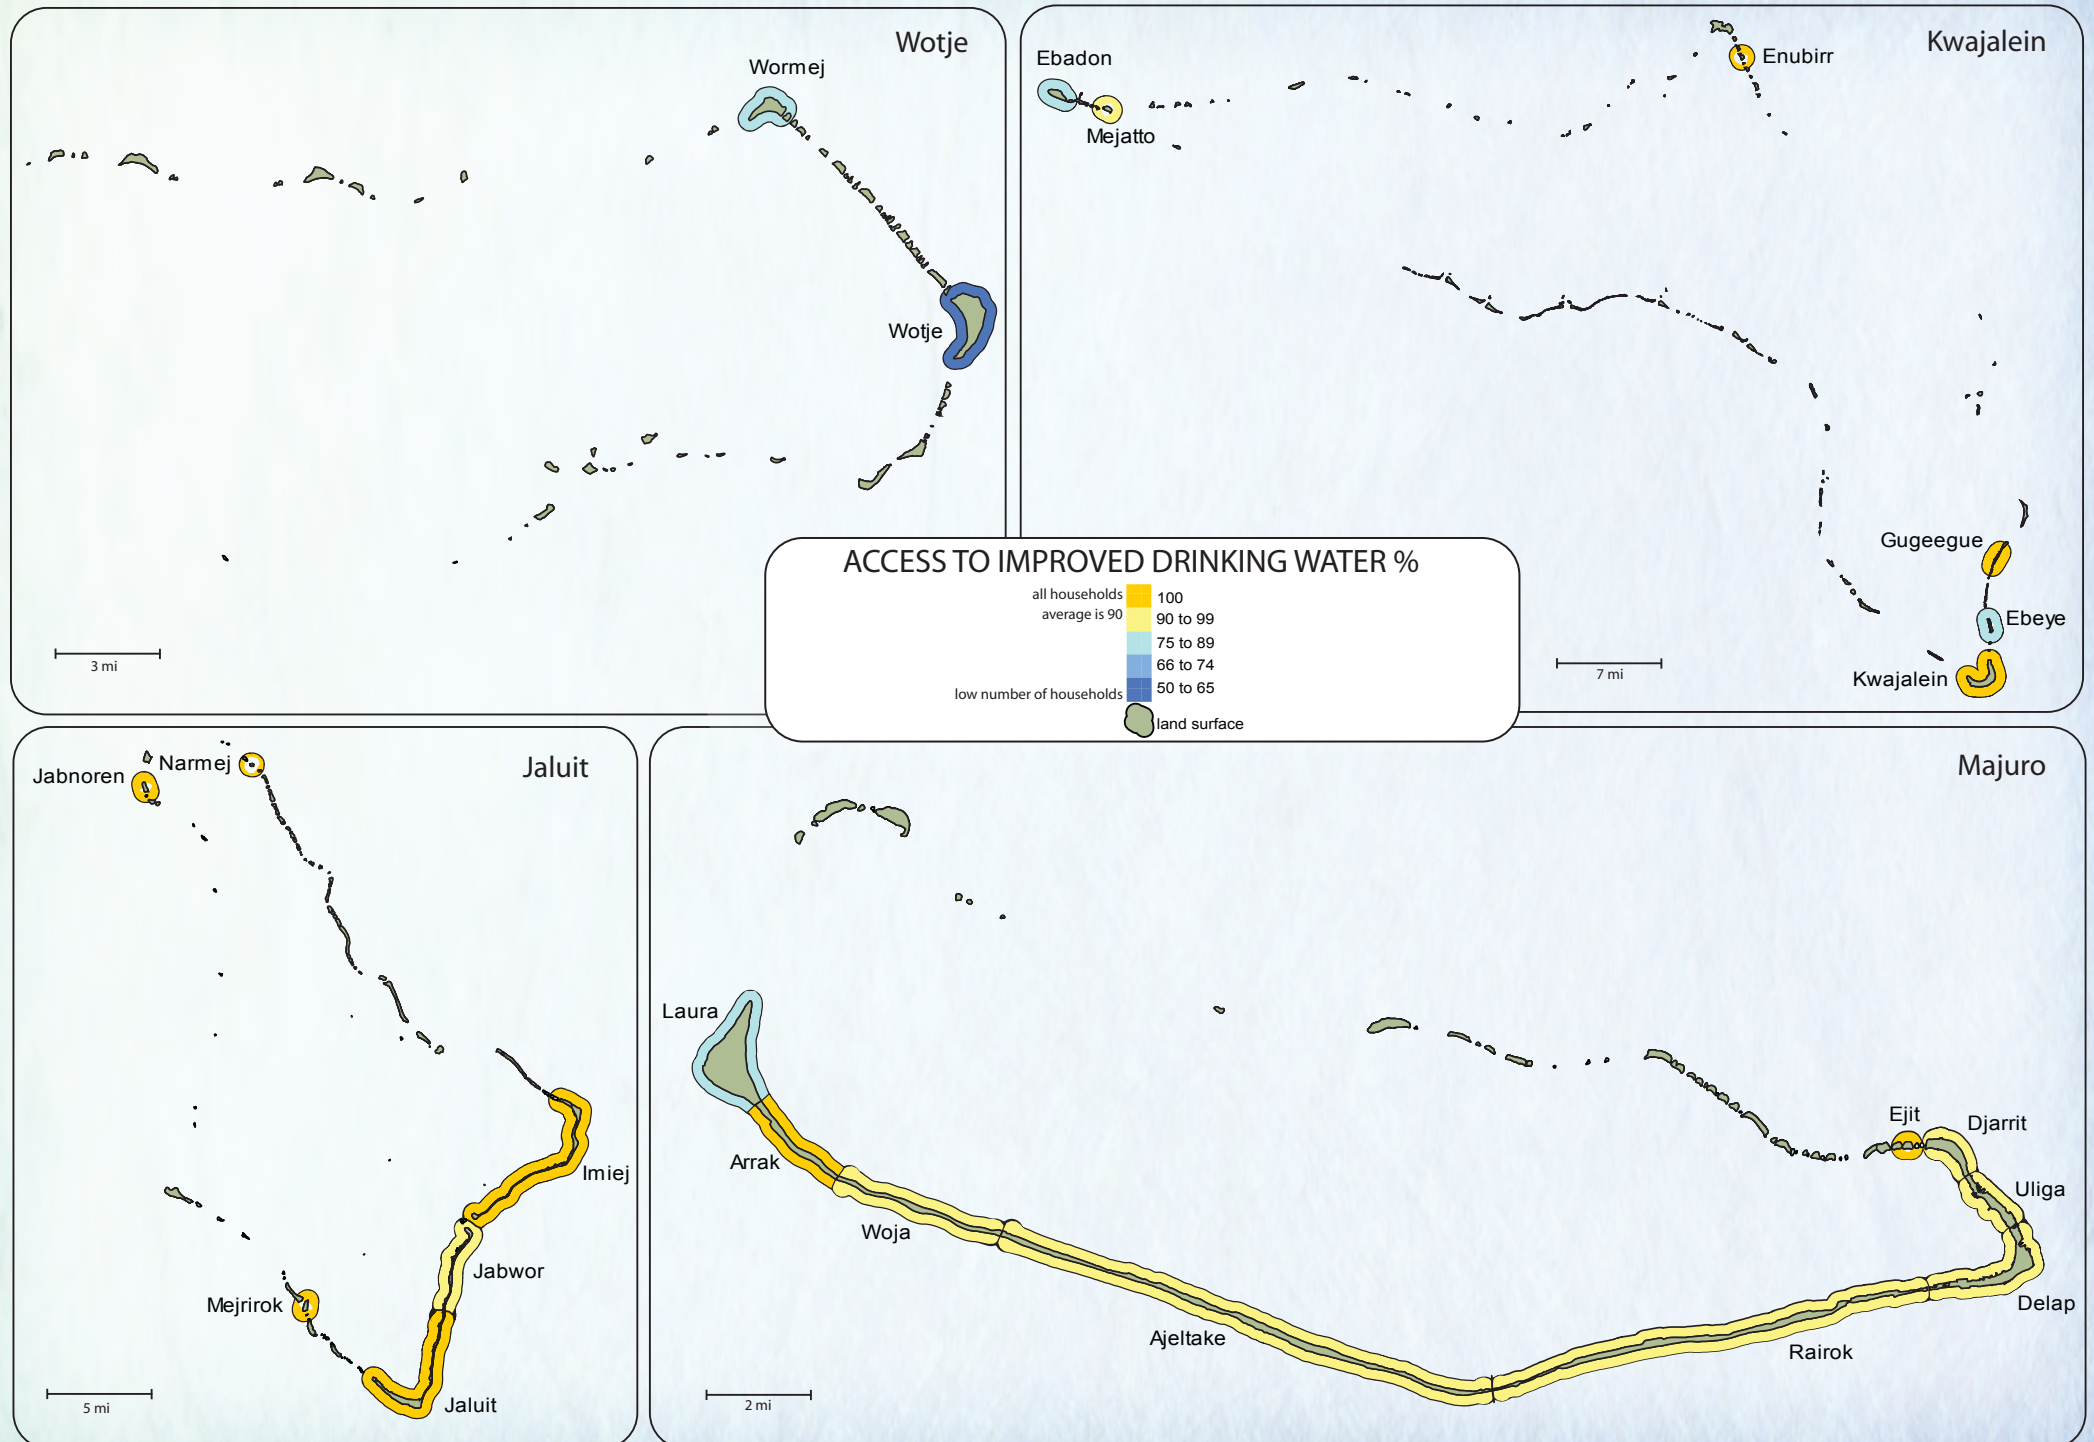 Wotje
Wormej
Wotje
3 mi
Kwajalein
Ebadon
Mejatto
Enubirr
Gugeegue
Ebeye
Kwajalein
7 mi
ACCESS TO IMPROVED DRINKING WATER %
all households 100
average is 90 90 to 99
75 to 89
66 to 74
low number of households 50 to 65
land surface
Jaluit
Jabnoren
Narmej
Imiej
Jabwor
Mejrirok
Jaluit
5 mi
Majuro
Laura
Arrak
Woja
Ajeltake
Rairok
Delap
Uliga
Djarrit
Ejit
2 mi